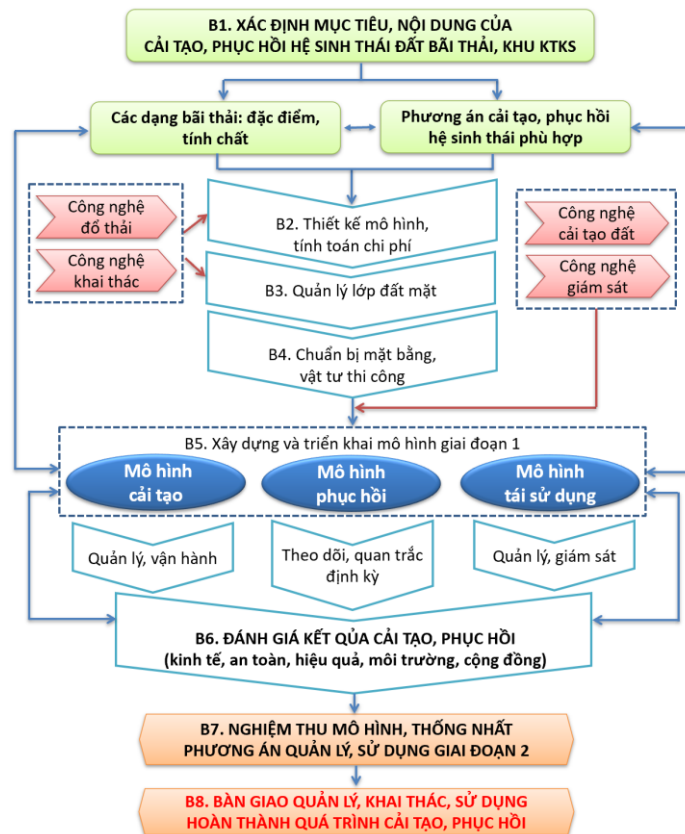 B1. XÁC ĐỊNH MỤC TIÊU, NỘI DUNG CỦA
CẢI TẠO, PHỤC HỒI HỆ SINH THÁI ĐẤT BÃI THẢI, KHU KTKS
Các dạng bãi thải: đặc điểm,
tính chất
Phương án cải tạo, phục hồi
hệ sinh thái phù hợp
Công nghệ
đổ thải
Công nghệ
khai thác
B2. Thiết kế mô hình,
tính toán chi phí
B3. Quản lý lớp đất mặt
B4. Chuẩn bị mặt bằng,
vật tư thi công
Công nghệ
cải tạo đất
Công nghệ
giám sát
B5. Xây dựng và triển khai mô hình giai đoạn 1
Mô hình
cải tạo
Mô hình
phục hồi
Mô hình
tái sử dụng
Quản lý, vận hành
Theo dõi, quan trắc
định kỳ
Quản lý, giám sát
B6. ĐÁNH GIÁ KẾT QỦA CẢI TẠO, PHỤC HỒI
(kinh tế, an toàn, hiệu quả, môi trường, cộng đồng)
B7. NGHIỆM THU MÔ HÌNH, THỐNG NHẤT
PHƯƠNG ÁN QUẢN LÝ, SỬ DỤNG GIAI ĐOẠN 2
B8. BÀN GIAO QUẢN LÝ, KHAI THÁC, SỬ DỤNG
HOÀN THÀNH QUÁ TRÌNH CẢI TẠO, PHỤC HỒI